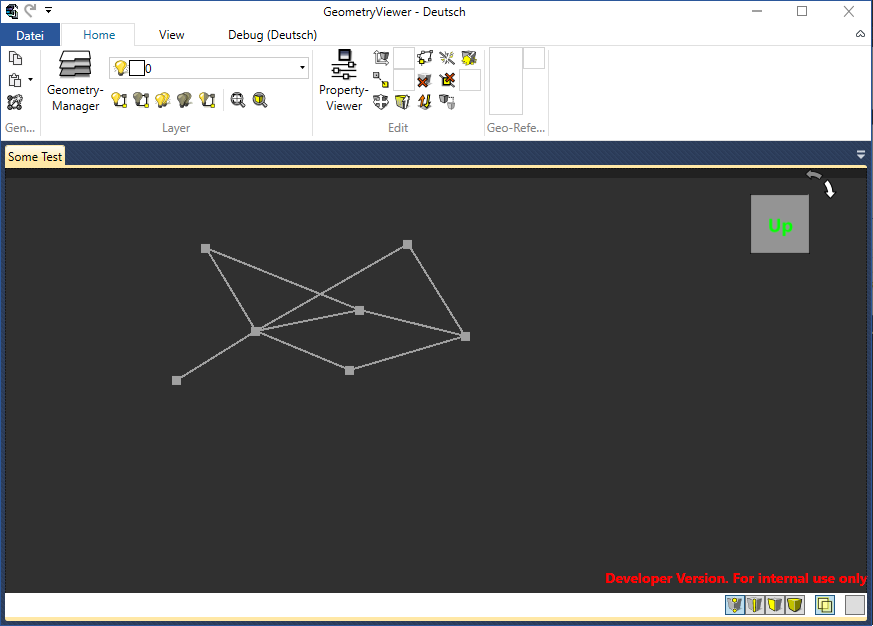 GeometryViewer - Deutsch
Datei
Home
View
Debug (Deutsch)
0
Geometry-
Manager
Property-
Viewer
Gen...
Layer
Edit
Geo-Refe...
Some Test
Up
Developer Version. For internal use only